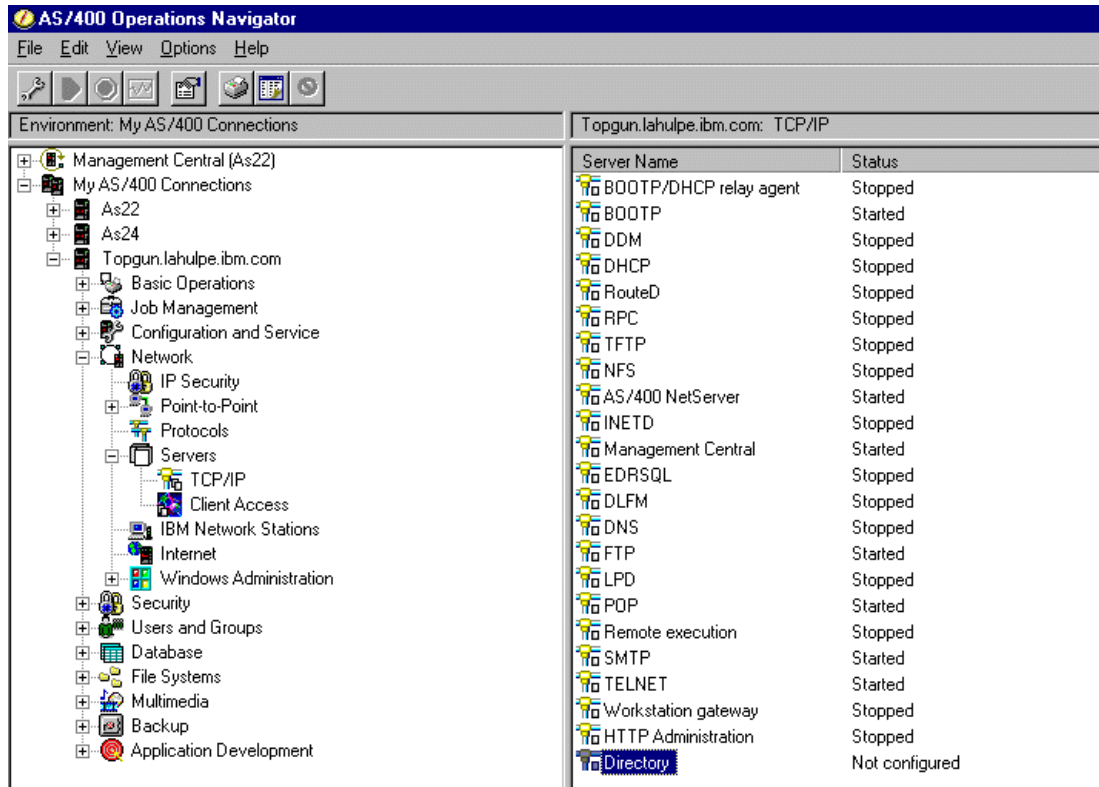 AS/400 Operations Navigator
File Edit View Options Help
Environment: My AS/400 Connections
Topgun.lahulpe.ibm.com: TCP/IP
Management Central (As22)
My AS/400 Connections
As22
As24
Topgun.lahulpe.ibm.com
Basic Operations
Job Management
Configuration and Service
Network
IP Security
Point-to-Point
Protocols
Servers
TCP/IP
Client Access
IBM Network Stations
Internet
Windows Administration
Security
Users and Groups
Database
File Systems
Multimedia
Backup
Application Development
Server Name Status
BOOTP/DHCP relay agent Stopped
BOOTP Started
DDM Stopped
DHCP Stopped
RouteD Stopped
RPC Stopped
TFTP Stopped
NFS Stopped
AS/400 NetServer Started
INETD Stopped
Management Central Started
EDRSQL Stopped
DLFM Stopped
DNS Stopped
FTP Started
LPD Stopped
POP Started
Remote execution Stopped
SMTP Started
TELNET Started
Workstation gateway Stopped
HTTP Administration Stopped
Directory Not configured